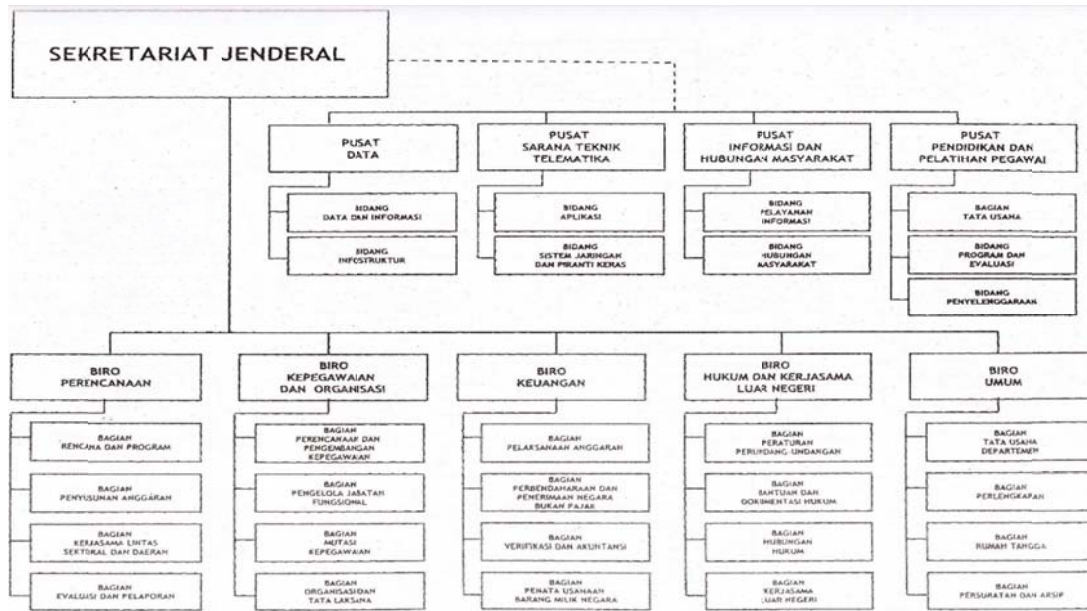 SEKRETARIAT JENDERAL
PUSAT
DATA
PUSAT
SARANA TEKNIK
TELEMATIKA
PUSAT
INFORMASI DAN
HUBUNGAN MASYARAKAT
PUSAT
PENDIDIKAN DAN
PELATIHAN PEGAWAI
BIDANG
DATA DAN INFORMASI
BIDANG
INFOSTRUKTUR
BIDANG
APLIKASI
BIDANG
SISTEM JARINGAN
DAN PIRANTI KERAS
BIDANG
PELAYANAN
INFORMASI
BIDANG
HUBUNGAN
MASYARAKAT
BAGIAN
TATA USAHA
BIDANG
PROGRAM DAN
EVALUASI
BIDANG
PENYELENGGARAAN
BIRO
PERENCANAAN
BIRO
KEPEGAWAIAN
DAN ORGANISASI
BIRO
KEUANGAN
BIRO
HUKUM DAN KERJASAMA
LUAR NEGERI
BIRO
UMUM
BAGIAN
RENCANA DAN PROGRAM
BAGIAN
PENYUSUNAN ANGGARAN
BAGIAN
KERJASAMA LINTAS
SEKTORAL DAN DAERAH
BAGIAN
EVALUISI DAN PELAPORAN
BAGIAN
PERENCANAAN DAN
PENGEMBANGAN
KEPEGAWAIAN
BAGIAN
PENGELOLA JABATAN
FUNGSIONAL
BAGIAN
MUTASI
KEPEGAWAIAN
BAGIAN
ORGANISASI DAN
TATA LAKSANA
BAGIAN
PELAKSANAAN ANGGARAN
BAGIAN
PERBENDAHARAAN DAN
PENERIMAAN NEGARA
BUKAN PAJAK
BAGIAN
VERIFIKASI DAN AKUNTANSI
BAGIAN
PENATA USAHAAN
BARANG MILIK NEGARA
BAGIAN
PERATURAN
PERUNDANG UNDANGAN
BAGIAN
BANTUAN DAN
DOKUMENTASI HUKUM
BAGIAN
HUBUNGAN
HUKUM
BAGIAN
KERJASAMA
LUAR NEGERI
BAGIAN
TATA USAHA
DEPARTEMEN
BAGIAN
PERLENGKAPAN
BAGIAN
RUMAH TANGGA
BAGIAN
PERSURATAN DAN ARSIP